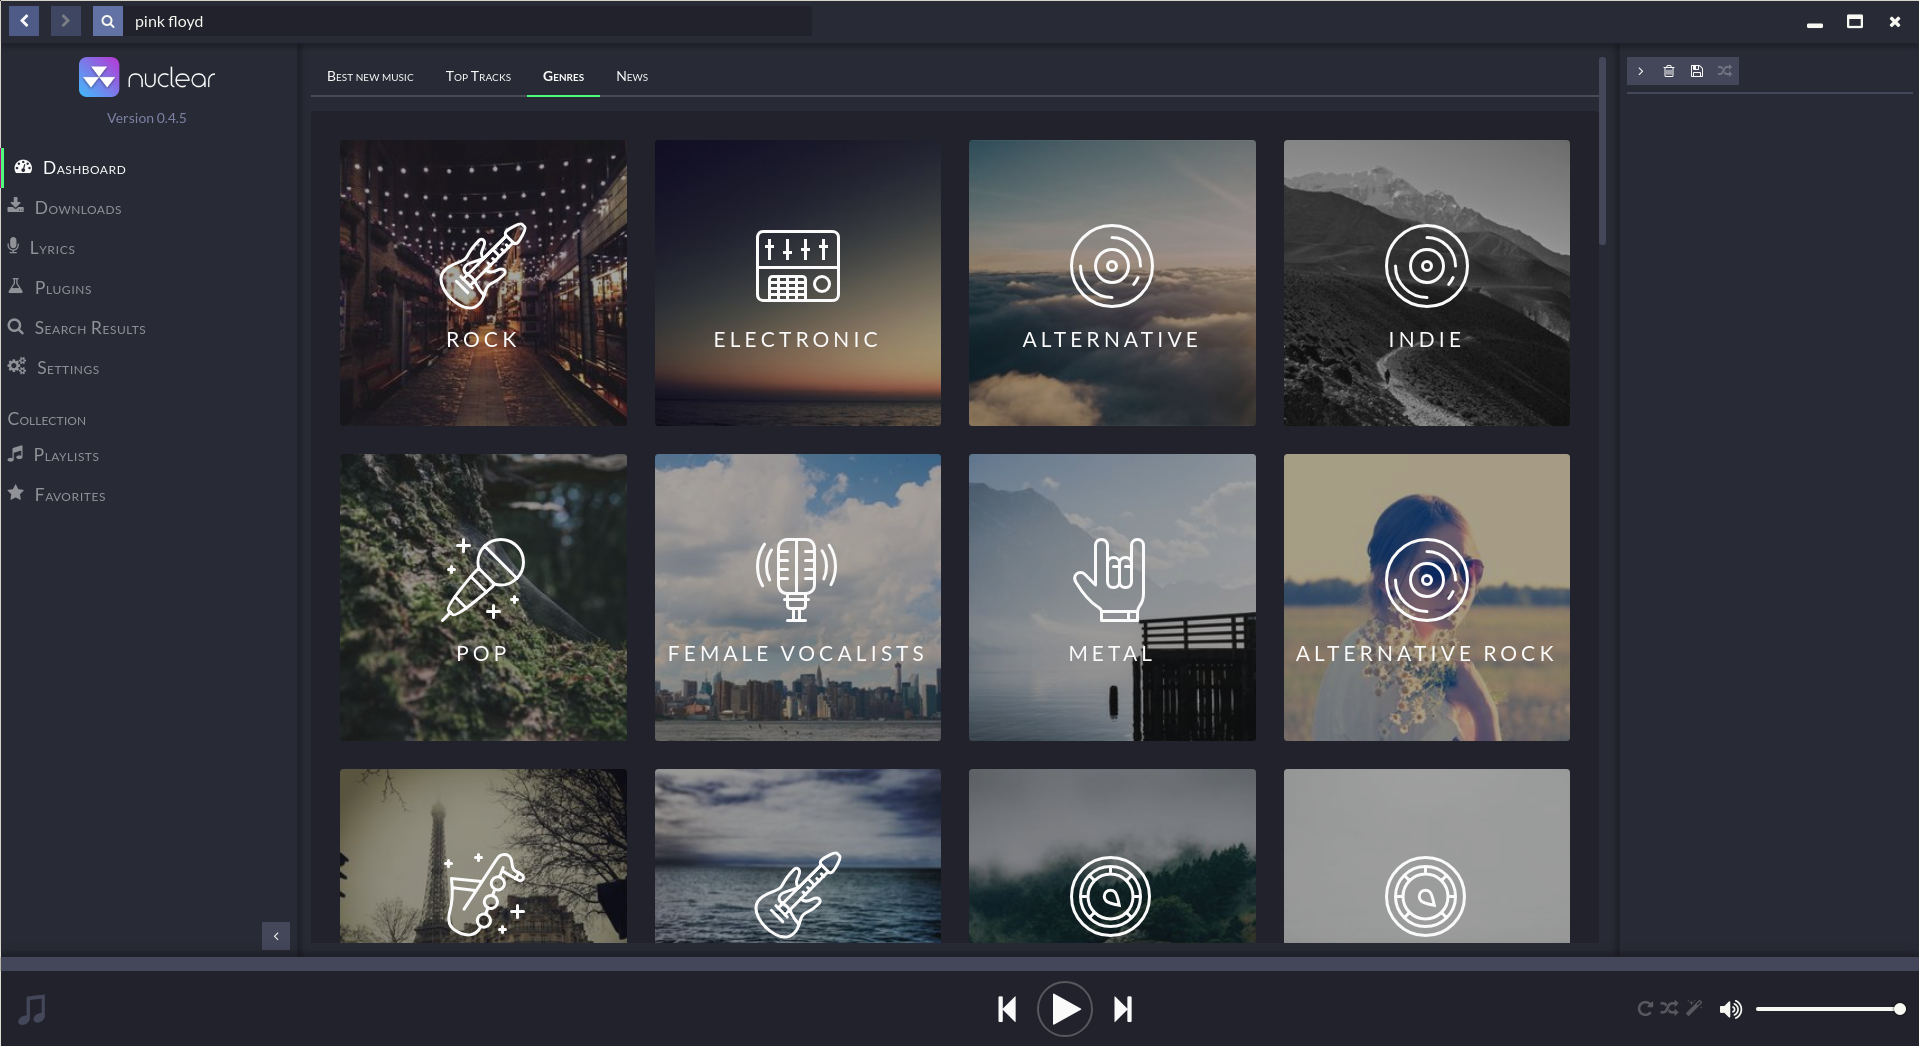 pink floyd
nuclear
Version 0.4.5
Dashboard
Downloads
Lyrics
Plugins
Search Results
Settings
Collection
Playlists
Favorites
Best new music
Top Tracks
Genres
News
ROCK
ELECTRONIC
ALTERNATIVE
INDIE
POP
FEMALE VOCALISTS
METAL
ALTERNATIVE ROCK